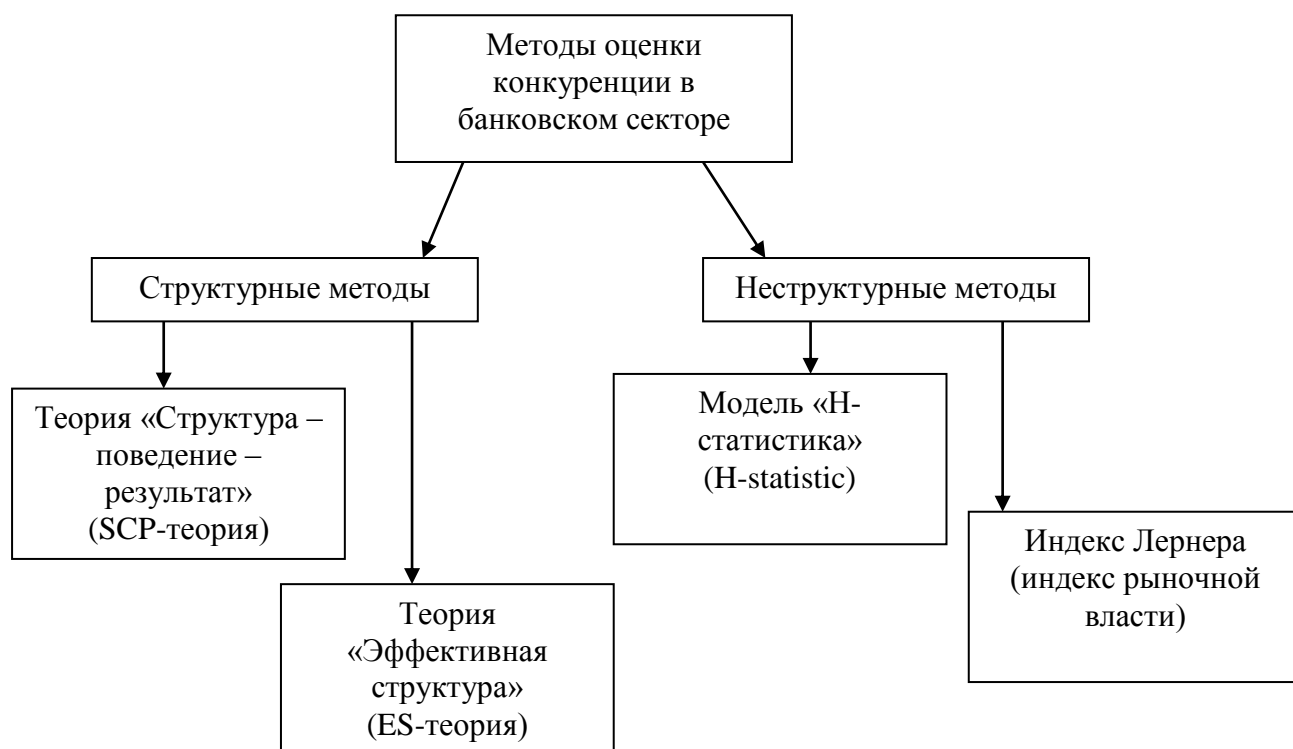 Методы оценки
конкуренции в
банковском секторе
Структурные методы
Неструктурные методы
Теория «Структура –
поведение –
результат»
(SCP-теория)
Теория
«Эффективная
структура»
(ES-теория)
Модель «Н-
статистика»
(H-statistic)
Индекс Лернера
(индекс рыночной
власти)